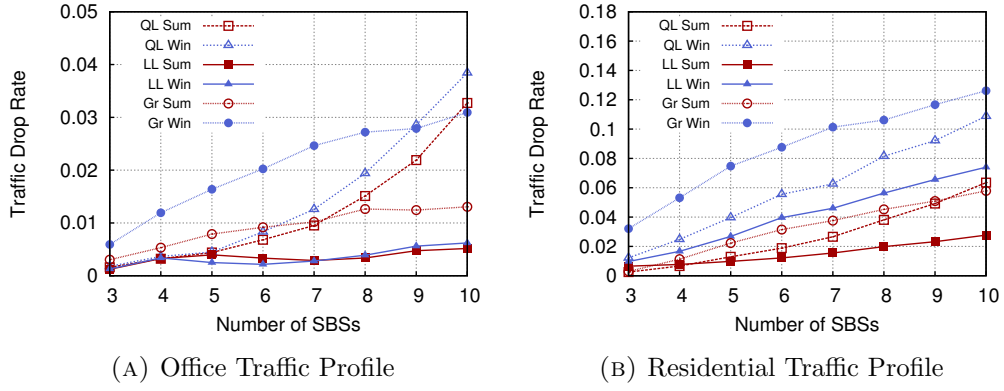 0.05
0.04
0.03
0.02
0.01
0
3 4 5 6 7 8 9 10
Traffic Drop Rate
Number of SBSs
QL Sum
QL Win
LL Sum
LL Win
Gr Sum
Gr Win
(A) Office Traffic Profile
0.18
0.16
0.14
0.12
0.1
0.08
0.06
0.04
0.02
0
3 4 5 6 7 8 9 10
Traffic Drop Rate
Number of SBSs
QL Sum
QL Win
LL Sum
LL Win
Gr Sum
Gr Win
(B) Residential Traffic Profile